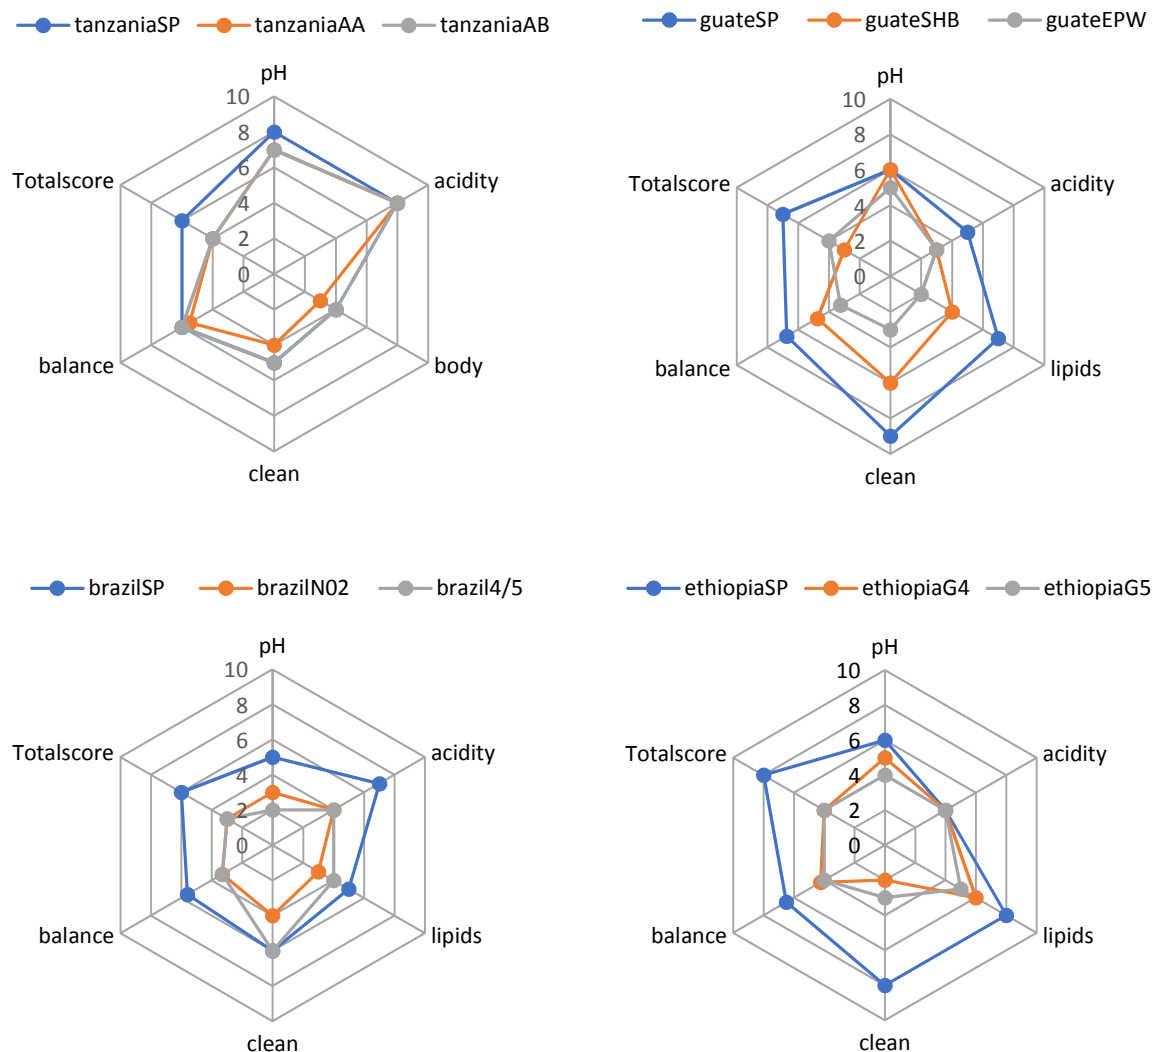 tanzaniaSP tanzaniaAA tanzaniaAB
pH
10
8
6
4
2
0
Totalscore
acidity
balance
body
clean
guateSP guateSHB guateEPW
pH
10
8
6
4
2
0
Totalscore
acidity
balance
lipids
clean
brazilSP brazilN02 brazil4/5
pH
10
8
6
4
2
0
Totalscore
acidity
balance
lipids
clean
ethiopiaSP ethiopiaG4 ethiopiaG5
pH
10
8
6
4
2
0
Totalscore
acidity
balance
lipids
clean